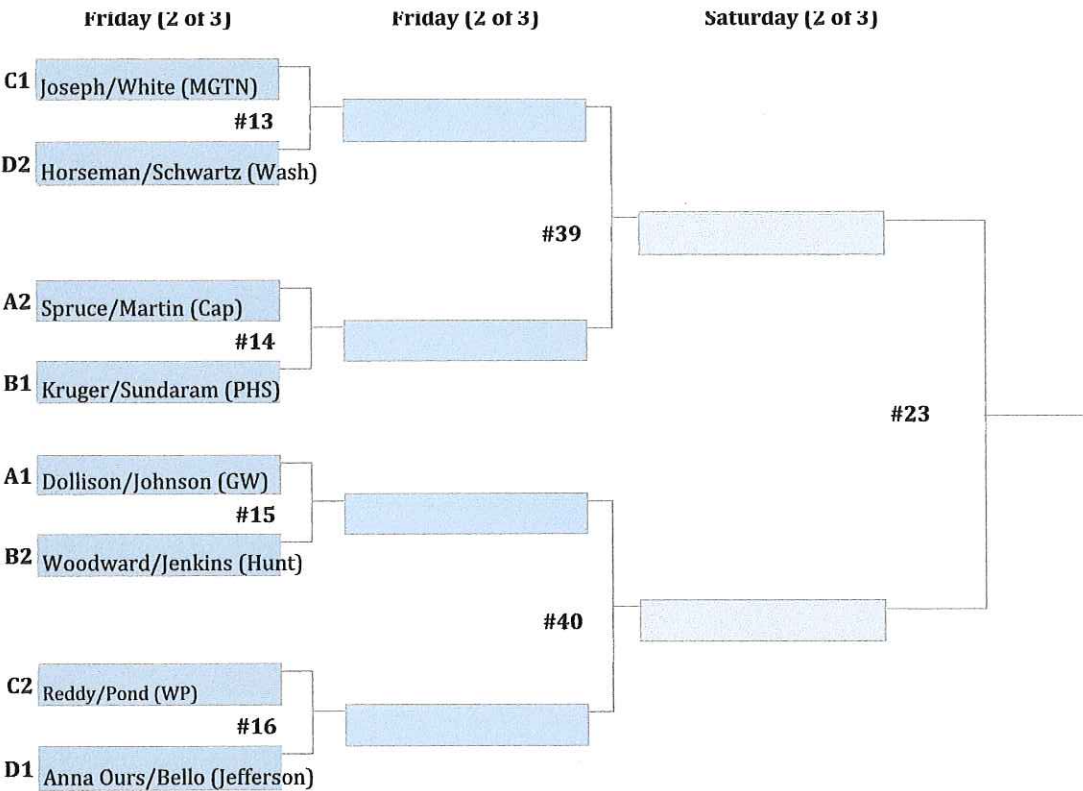 Friday (2 of 3) Friday (2 of 3) Saturday (2 of 3)
C1 Joseph/White (MGTN)
#13
D2 Horseman/Schwartz (Wash)
#39
A2 Spruce/Martin (Cap)
#14
B1 Kruger/Sundaram (PHS)
#23
A1 Dollison/Johnson (GW)
#15
B2 Woodward/Jenkins (Hunt)
#40
C2 Reddy/Pond (WP)
#16
D1 Anna Ours/Bello (Jefferson)